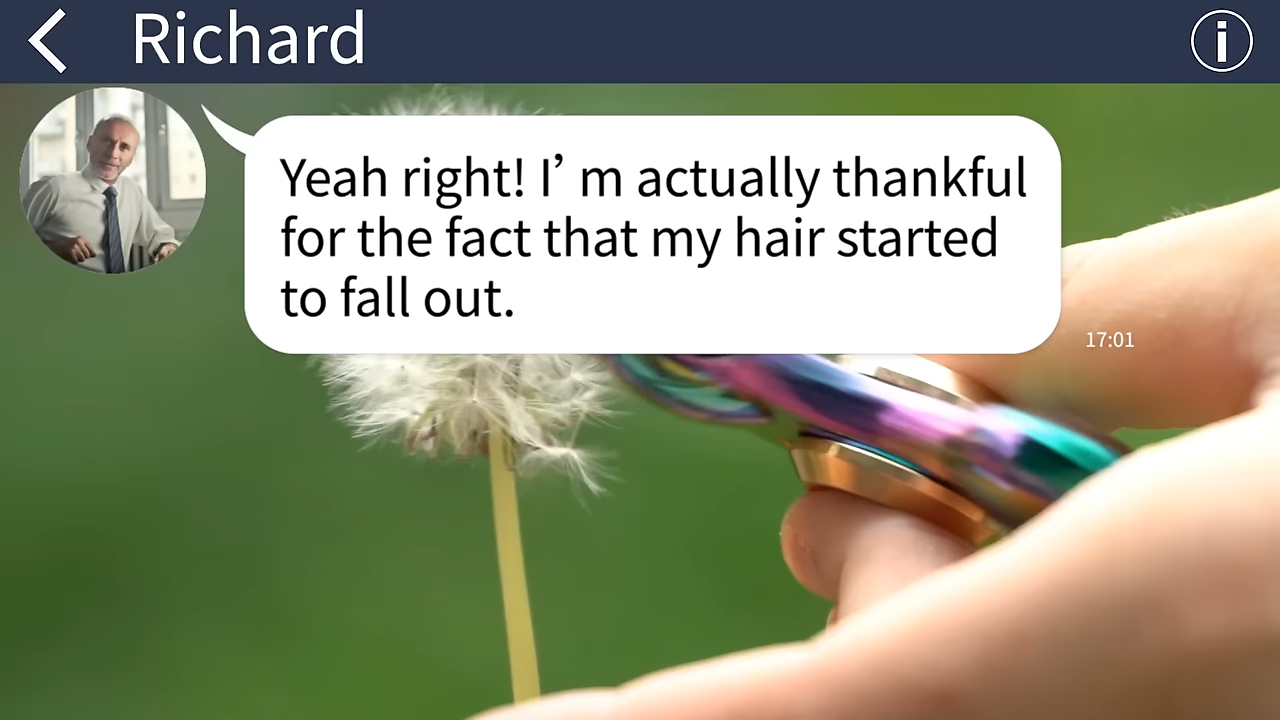 Richard
Yeah right! I’ m actually thankful
for the fact that my hair started
to fall out.
17:01